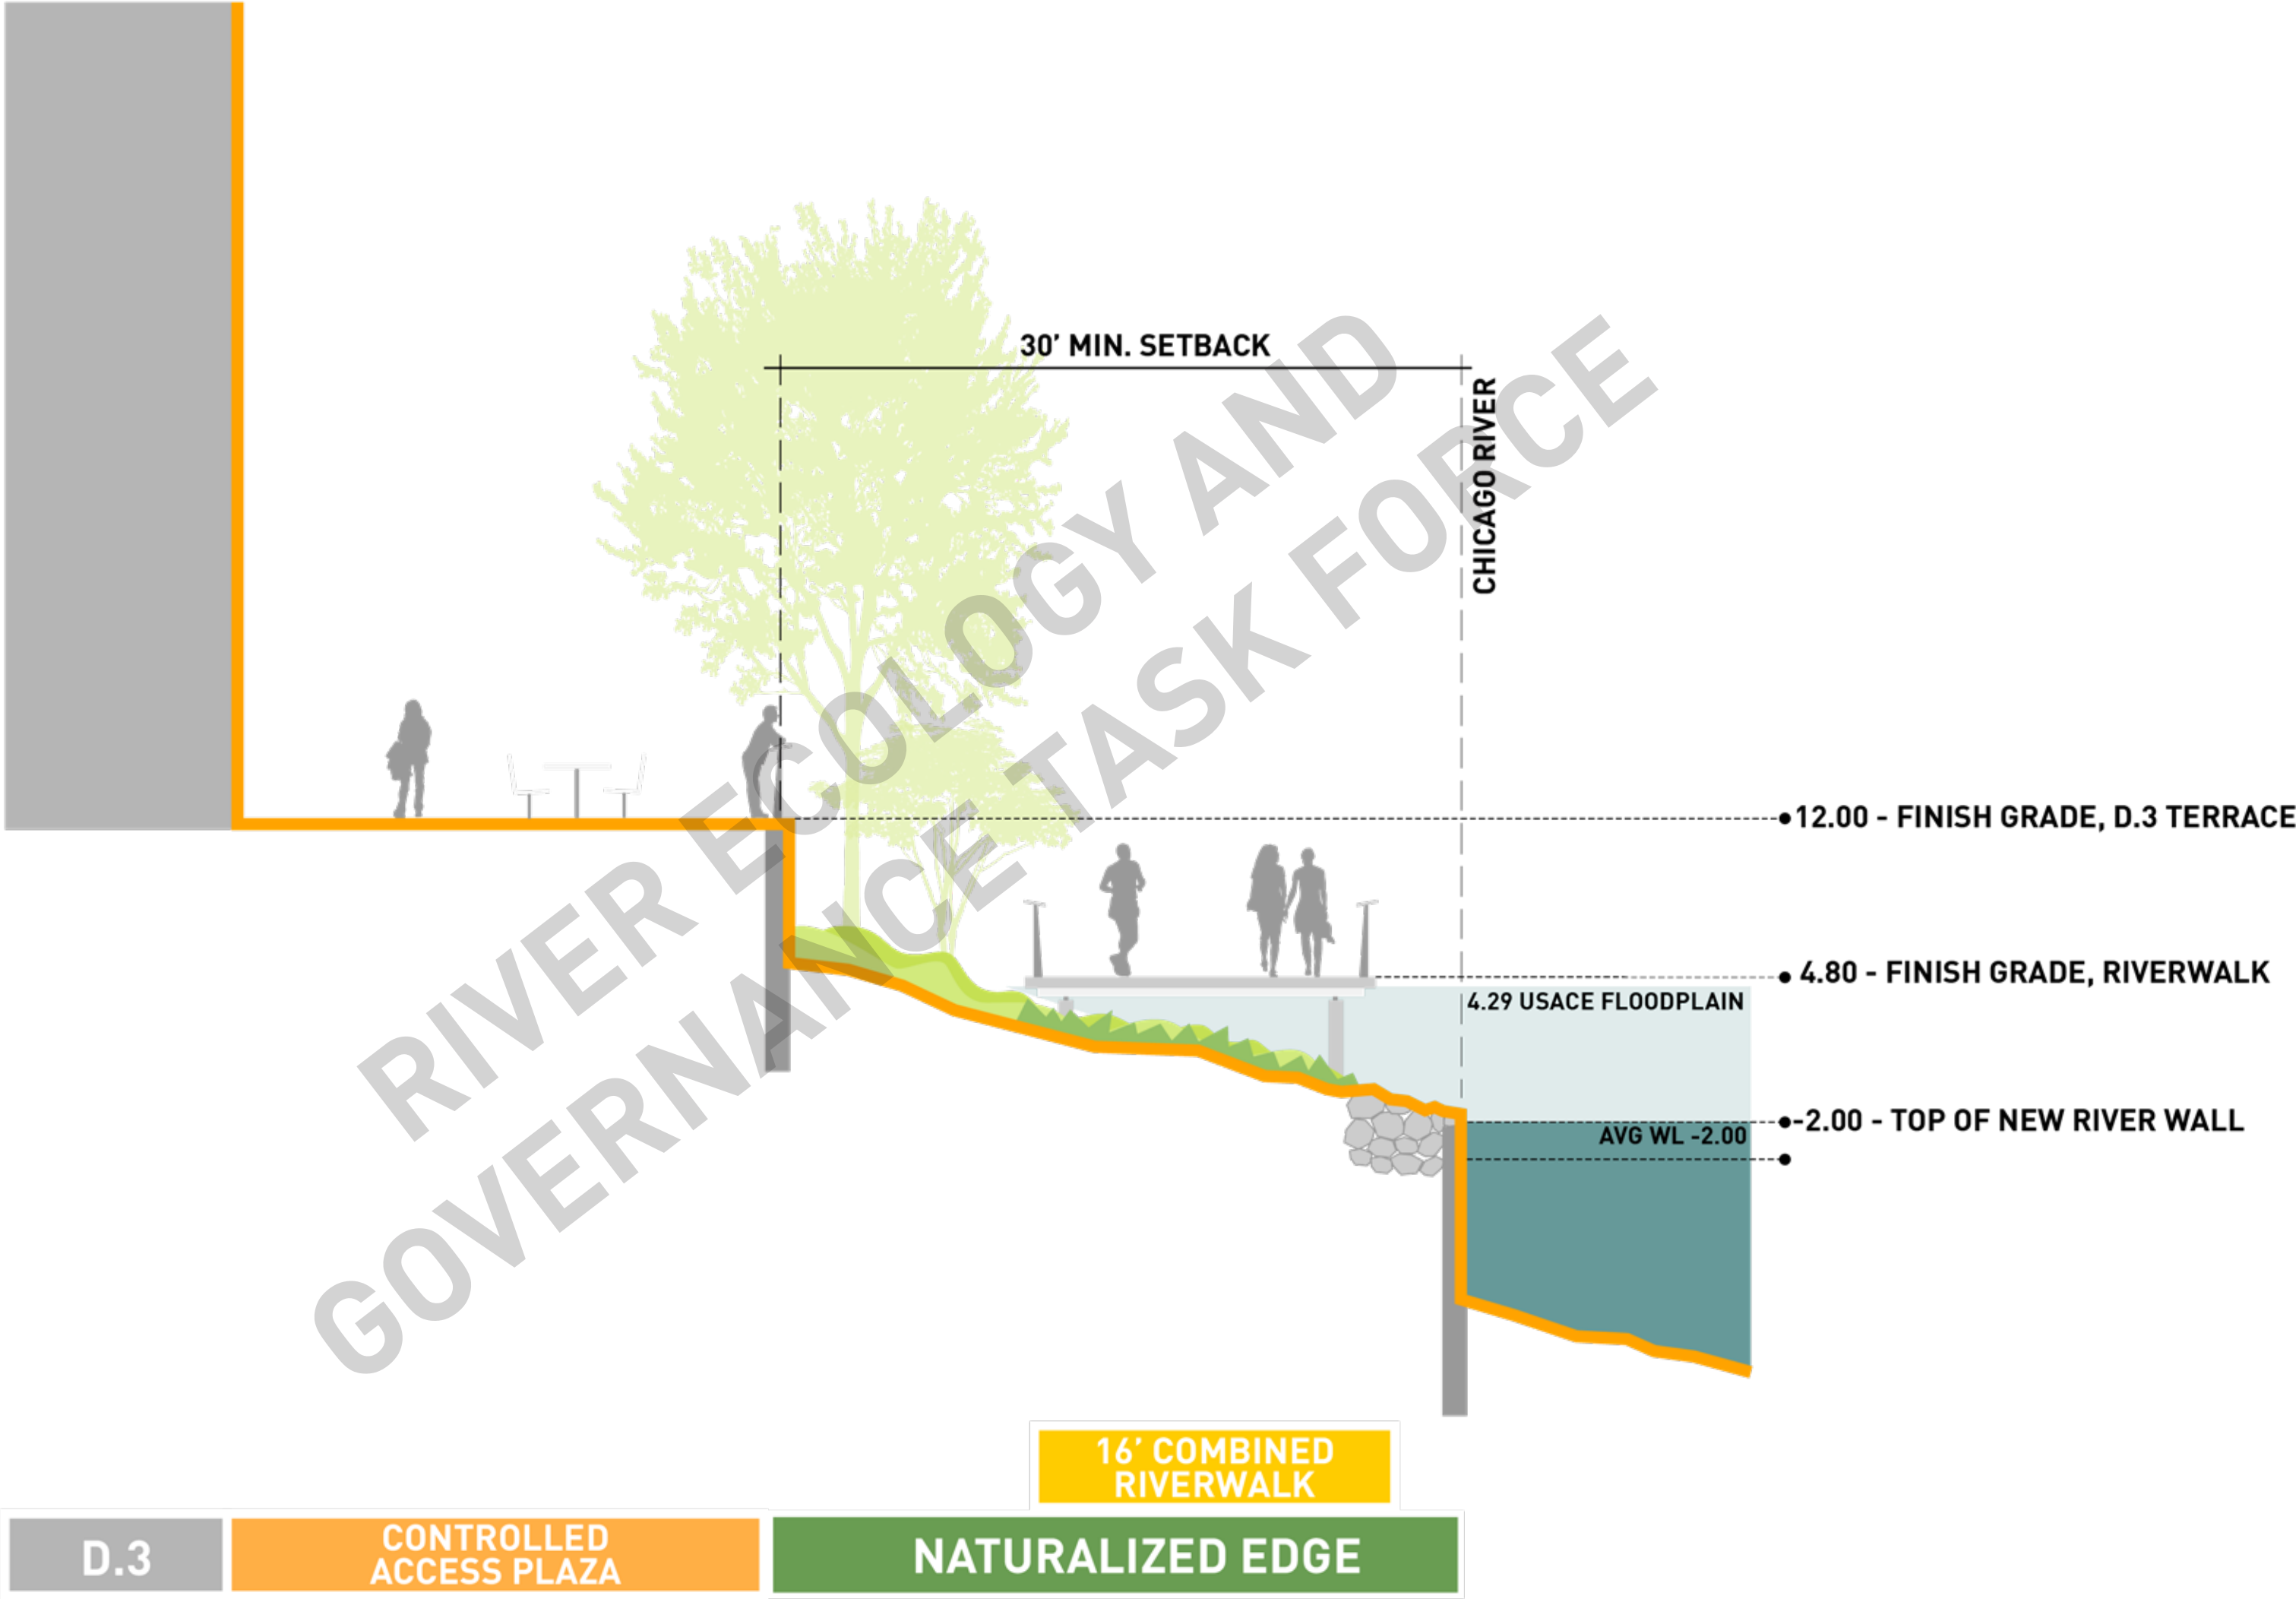 30’ MIN. SETBACK
CHICAGO RIVER
RIVER ECOLOGY AND
GOVERNANCE TASK FORCE
12.00 - FINISH GRADE, D.3 TERRACE
4.80 - FINISH GRADE, RIVERWALK
4.29 USACE FLOODPLAIN
-2.00 - TOP OF NEW RIVER WALL
AVG WL -2.00
16’ COMBINED
RIVERWALK
D.3
CONTROLLED
ACCESS PLAZA
NATURALIZED EDGE